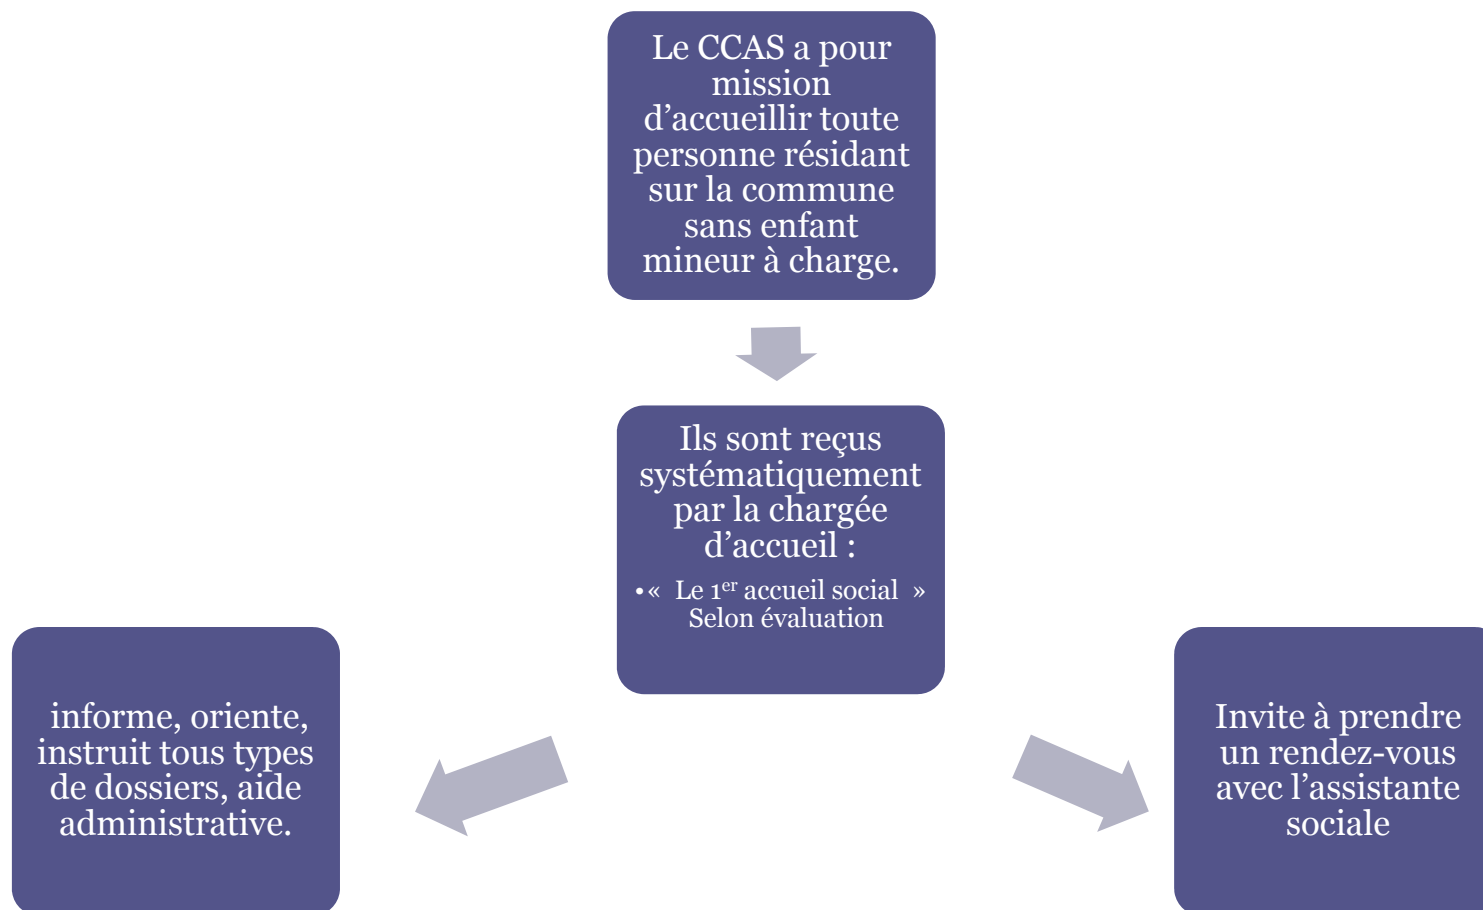 Le CCAS a pour
mission
d’accueillir toute
personne résidant
sur la commune
sans enfant
mineur à charge.
Ils sont reçus
systématiquement
par la chargée
d’accueil :
•« Le 1er accueil social »
Selon évaluation
informe, oriente,
instruit tous types
de dossiers, aide
administrative.
Invite à prendre
un rendez-vous
avec l’assistante
sociale